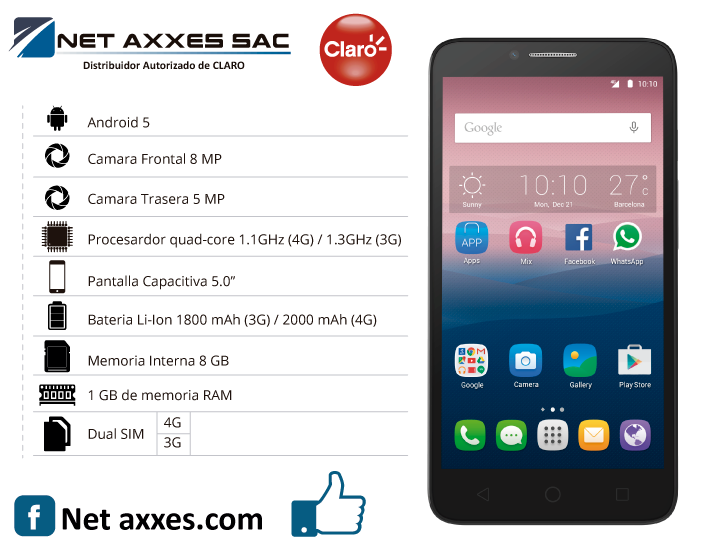 NET AXXES SAC
Distribuidor Autorizado de CLARO
Claro
Android 5
Camara Frontal 8 MP
Camara Trasera 5 MP
Procesardor quad-core 1.1GHz (4G) / 1.3GHz (3G)
Pantalla Capacitiva 5.0”
Bateria Li-Ion 1800 mAh (3G) / 2000 mAh (4G)
Memoria Interna 8 GB
1 GB de memoria RAM
Dual SIM
4G
3G
f Net axxes.com
10:10
Google
10:10 27°C
Sunny Mon, Dec 21 Barcelona
APP
Apps Mix Facebook WhatsApp
Google Camera Gallery Play Store